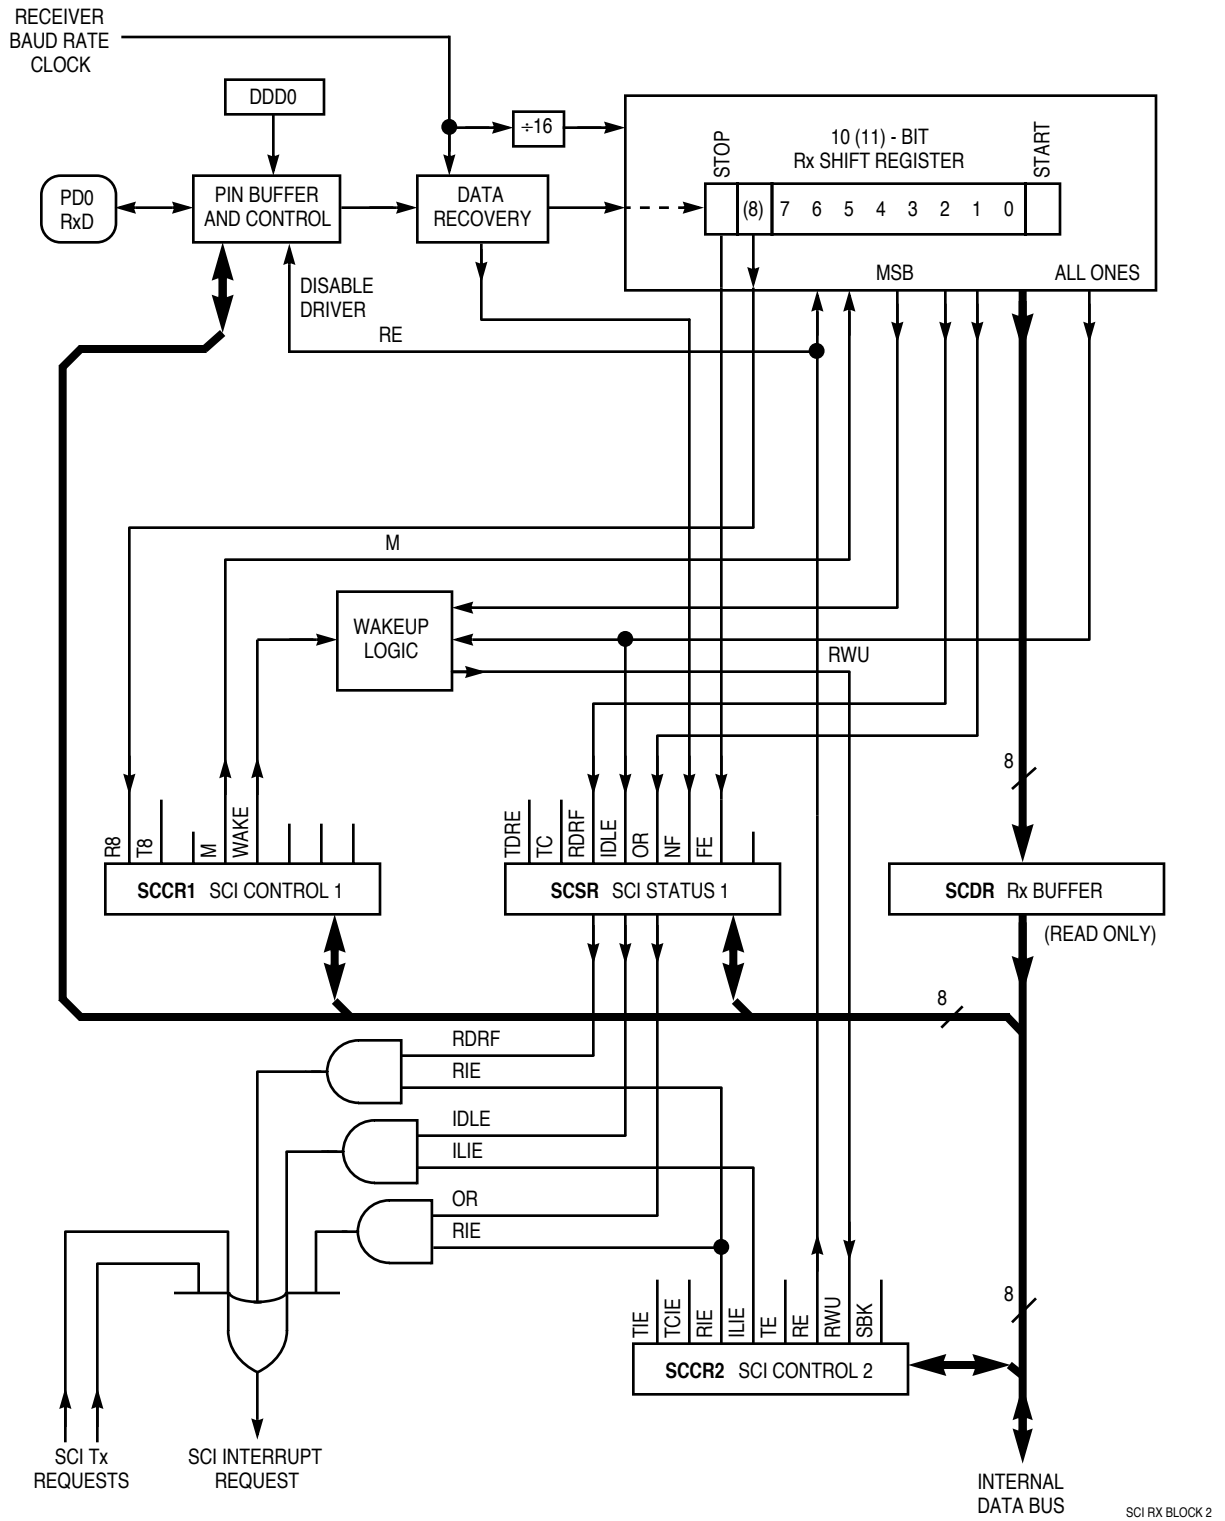 RECEIVER
BAUD RATE
CLOCK
DDD0
÷16
10 (11) - BIT
Rx SHIFT REGISTER
STOP
START
PD0
RxD
PIN BUFFER
AND CONTROL
DATA
RECOVERY
(8) 7 6 5 4 3 2 1 0
MSB
ALL ONES
DISABLE
DRIVER
RE
M
WAKEUP
LOGIC
RWU
8
R8
T8
M
WAKE
TDRE
TC
RDRF
IDLE
OR
NF
FE
SCCR1 SCI CONTROL 1
SCSR SCI STATUS 1
SCDR Rx BUFFER
(READ ONLY)
8
RDRF
RIE
IDLE
ILIE
OR
RIE
8
TIE
TCIE
RIE
ILIE
TE
RE
RWU
SBK
SCCR2 SCI CONTROL 2
SCI Tx
REQUESTS
SCI INTERRUPT
REQUEST
INTERNAL
DATA BUS
SCI RX BLOCK 2